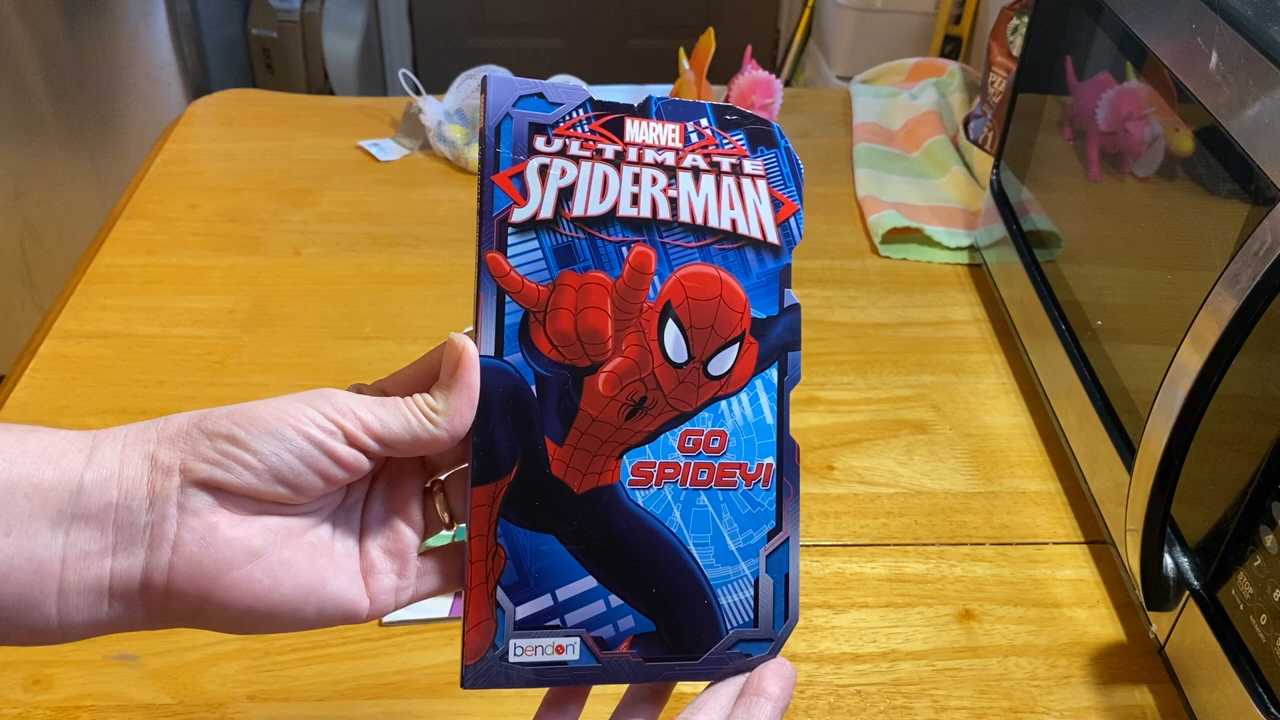 MARVEL
ULTIMATE
SPIDER-MAN
GO
SPIDEY!
bendon